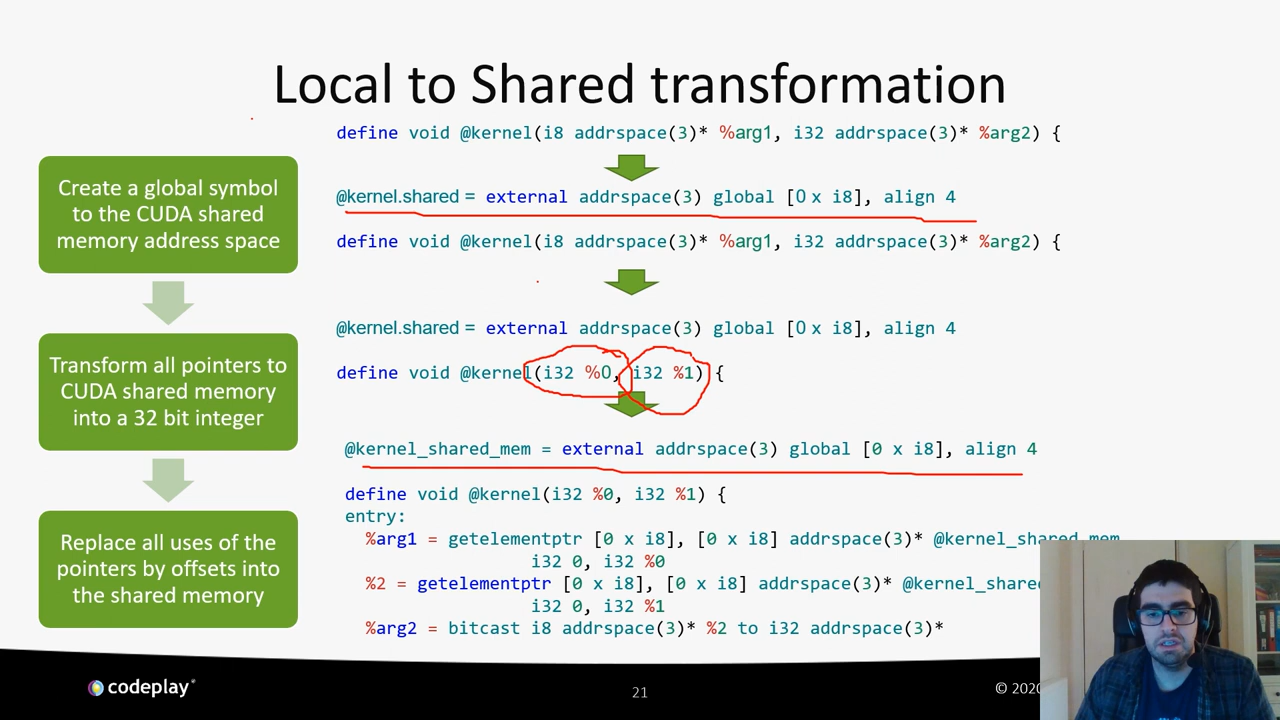 Local to Shared transformation
define void @kernel(i8 addrspace(3)* %arg1, i32 addrspace(3)* %arg2) {
Create a global symbol
to the CUDA shared
memory address space
@kernel.shared = external addrspace(3) global [0 x i8], align 4
define void @kernel(i8 addrspace(3)* %arg1, i32 addrspace(3)* %arg2) {
Transform all pointers to
CUDA shared memory
into a 32 bit integer
@kernel.shared = external addrspace(3) global [0 x i8], align 4
define void @kernel(i32 %0, i32 %1) {
Replace all uses of the
pointers by offsets into
the shared memory
@kernel_shared_mem = external addrspace(3) global [0 x i8], align 4
define void @kernel(i32 %0, i32 %1) {
entry:
%arg1 = getelementptr [0 x i8], [0 x i8] addrspace(3)* @kernel_shared_mem
i32 0, i32 %0
%2 = getelementptr [0 x i8], [0 x i8] addrspace(3)* @kernel_share
i32 0, i32 %1
%arg2 = bitcast i8 addrspace(3)* %2 to i32 addrspace(3)*
codeplay®
21
© 2020